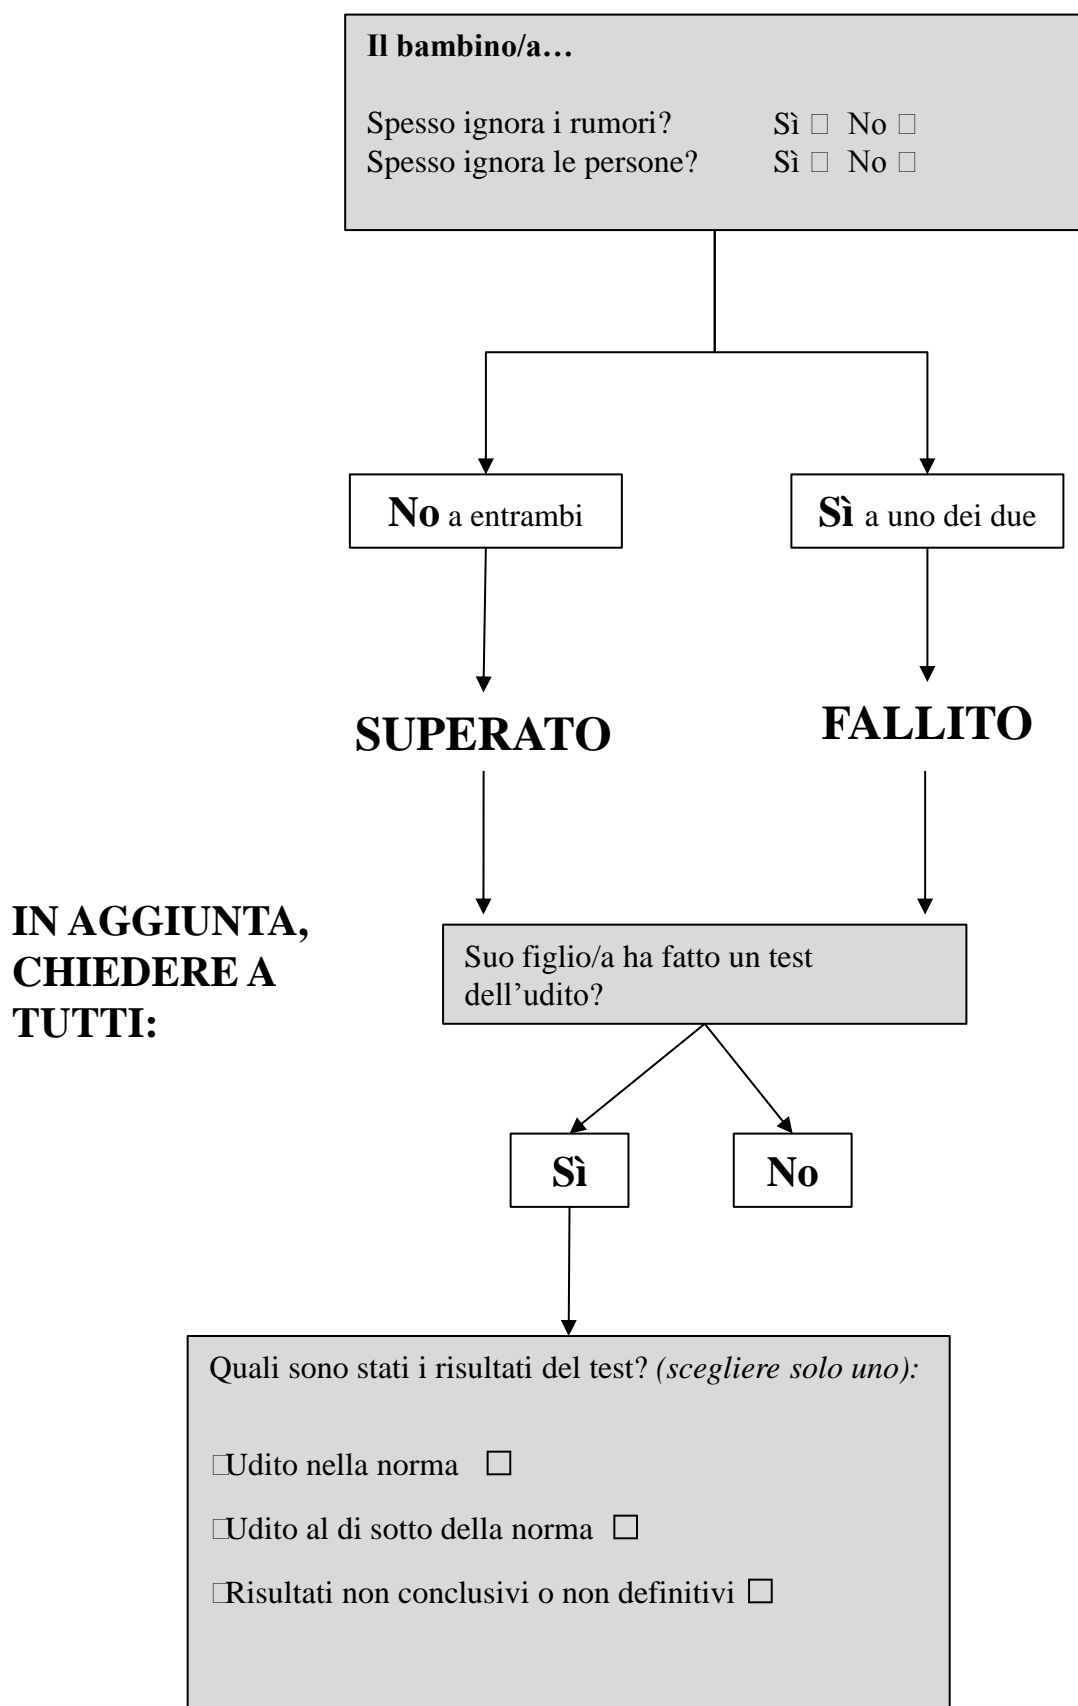 Il bambino/a…
Spesso ignora i rumori? Sì □ No □
Spesso ignora le persone? Sì □ No □
No a entrambi
Sì a uno dei due
SUPERATO
FALLITO
IN AGGIUNTA,
CHIEDERE A
TUTTI:
Suo figlio/a ha fatto un test
dell’udito?
Sì
No
Quali sono stati i risultati del test? (scegliere solo uno):
□Udito nella norma □
□Udito al di sotto della norma □
□Risultati non conclusivi o non definitivi □